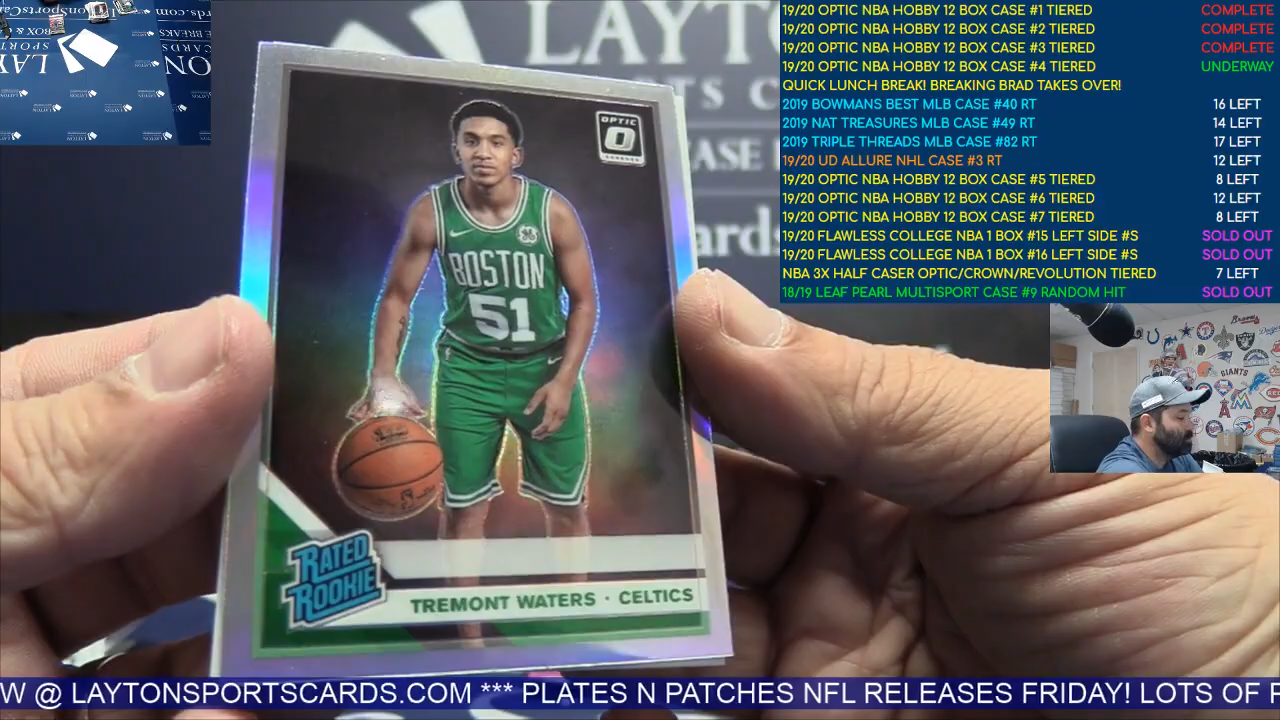 19/20 OPTIC NBA HOBBY 12 BOX CASE #1 TIERED COMPLETE
19/20 OPTIC NBA HOBBY 12 BOX CASE #2 TIERED COMPLETE
19/20 OPTIC NBA HOBBY 12 BOX CASE #3 TIERED COMPLETE
19/20 OPTIC NBA HOBBY 12 BOX CASE #4 TIERED UNDERWAY
QUICK LUNCH BREAK! BREAKING BRAD TAKES OVER!
2019 BOWMANS BEST MLB CASE #40 RT 16 LEFT
2019 NAT TREASURES MLB CASE #49 RT 14 LEFT
2019 TRIPLE THREADS MLB CASE #82 RT 17 LEFT
19/20 UD ALLURE NHL CASE #3 RT 12 LEFT
19/20 OPTIC NBA HOBBY 12 BOX CASE #5 TIERED 8 LEFT
19/20 OPTIC NBA HOBBY 12 BOX CASE #6 TIERED 12 LEFT
19/20 OPTIC NBA HOBBY 12 BOX CASE #7 TIERED 8 LEFT
19/20 FLAWLESS COLLEGE NBA 1 BOX #15 LEFT SIDE #S SOLD OUT
19/20 FLAWLESS COLLEGE NBA 1 BOX #16 LEFT SIDE #S SOLD OUT
NBA 3X HALF CASER OPTIC/CROWN/REVOLUTION TIERED 7 LEFT
18/19 LEAF PEARL MULTISPORT CASE #9 RANDOM HIT SOLD OUT
LAYTO
TS C
EASE
ards
OPTIC
BOSTON
51
RATED
ROOKIE
TREMONT WATERS · CELTICS
GIANTS
W @ LAYTONSPORTSCARDS.COM *** PLATES N PATCHES NFL RELEASES FRIDAY! LOTS OF